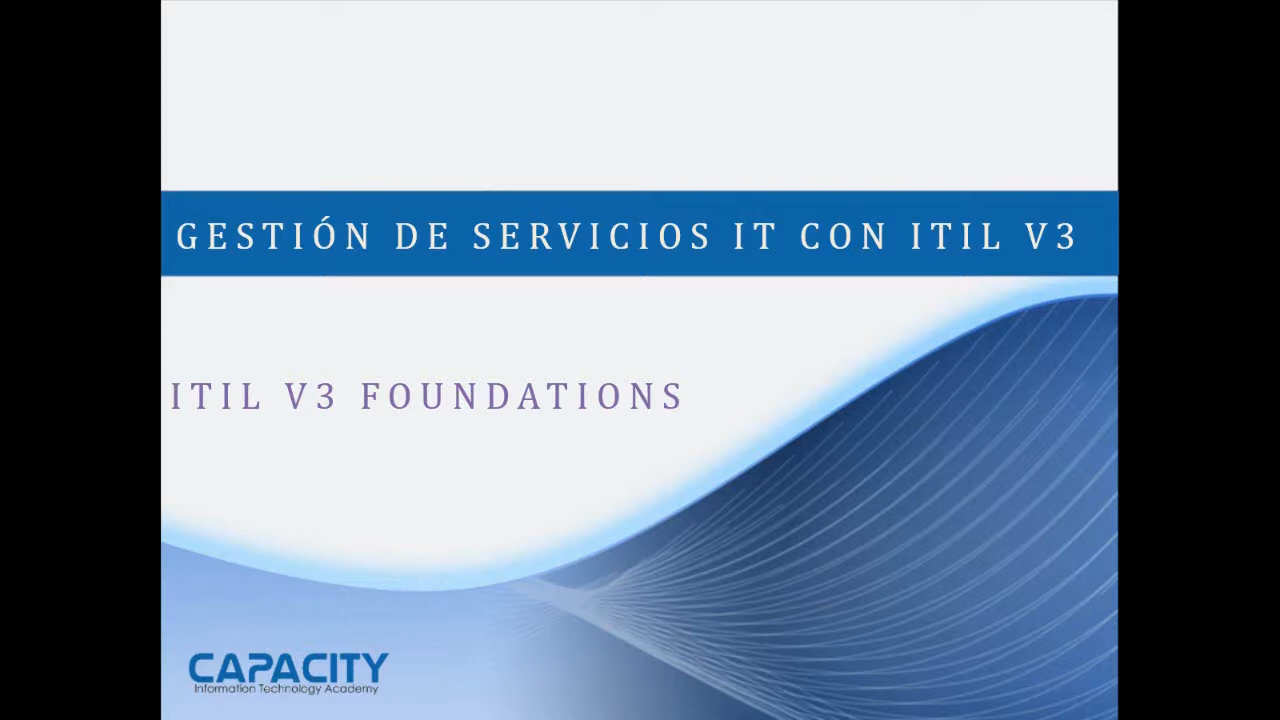 GESTIÓN DE SERVICIOS IT CON ITIL V3
ITIL V3 FOUNDATIONS
CAPACITY
Information Technology Academy